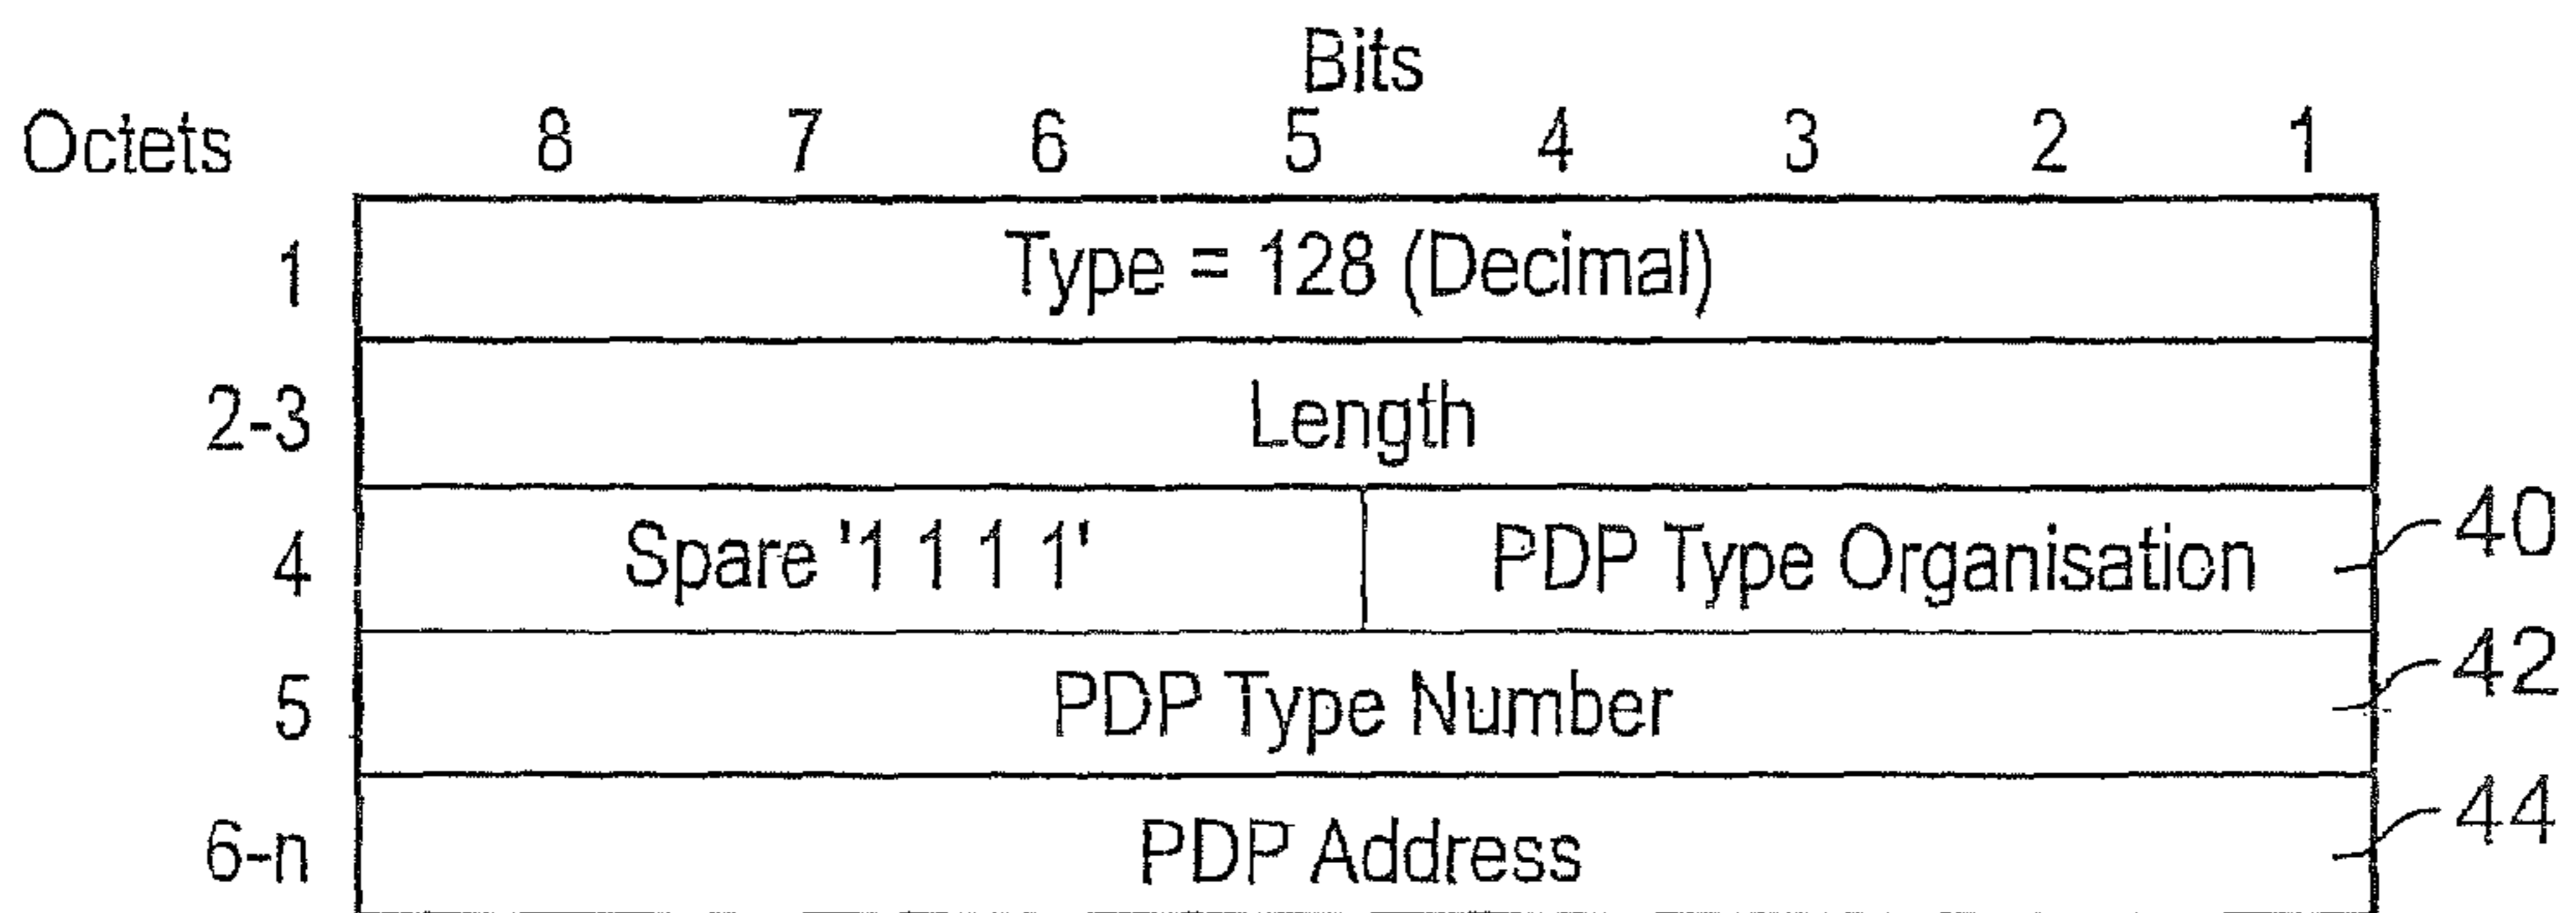 Bits
Octets 8 7 6 5 4 3 2 1
1 Type = 128 (Decimal)
2-3 Length
4 Spare '1 1 1 1' PDP Type Organisation 40
5 PDP Type Number 42
6-n PDP Address 44